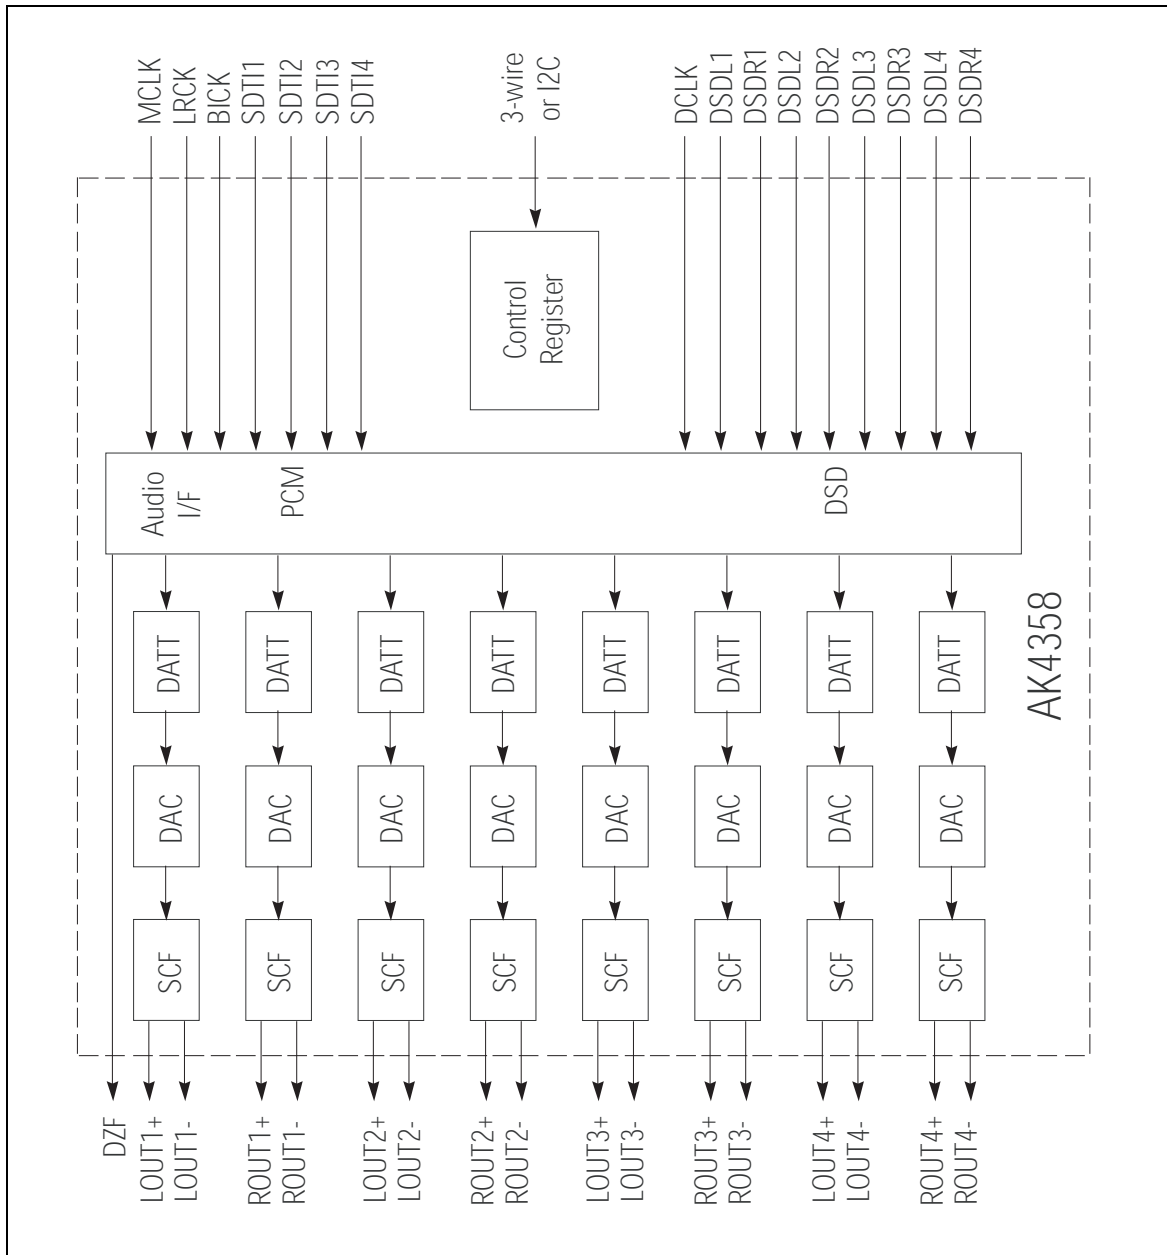 MCLK
LRCK
BICK
SDTI1
SDTI2
SDTI3
SDTI4
3-wire
or I2C
DCLK
DSDL1
DSDR1
DSDL2
DSDR2
DSDL3
DSDR3
DSDL4
DSDR4
Control
Register
Audio
I/F
PCM
DSD
AK4358
DATT
DATT
DATT
DATT
DATT
DATT
DATT
DATT
DAC
DAC
DAC
DAC
DAC
DAC
DAC
DAC
SCF
SCF
SCF
SCF
SCF
SCF
SCF
SCF
DZF
LOUT1+
LOUT1-
ROUT1+
ROUT1-
LOUT2+
LOUT2-
ROUT2+
ROUT2-
LOUT3+
LOUT3-
ROUT3+
ROUT3-
LOUT4+
LOUT4-
ROUT4+
ROUT4-